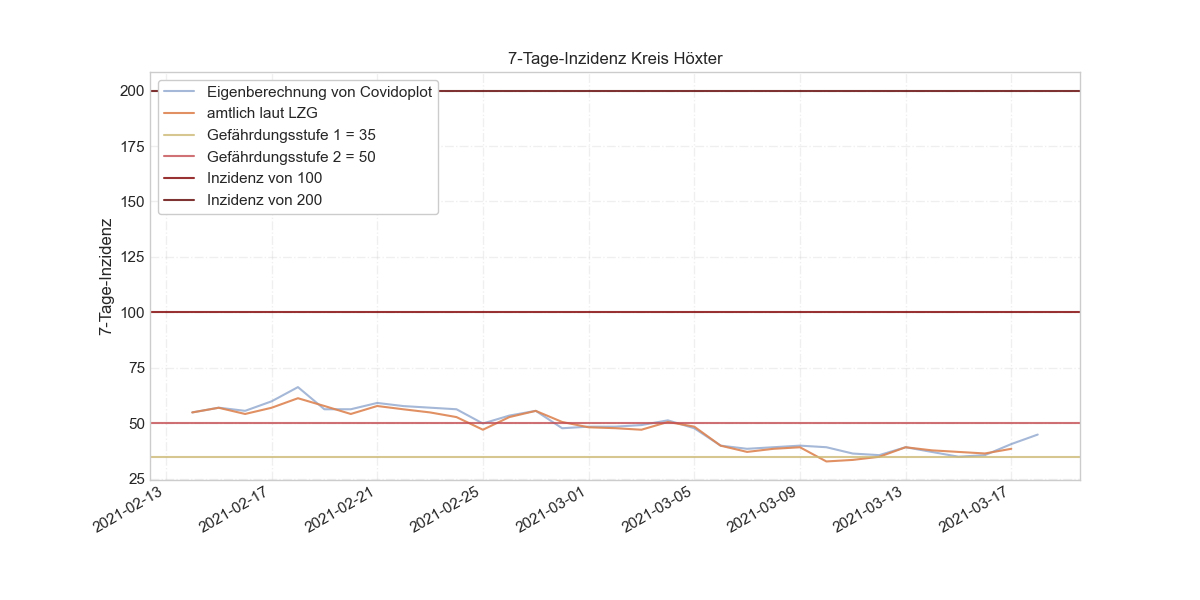 7-Tage-Inzidenz Kreis Höxter
Eigenberechnung von Covidoplot
amtlich laut LZG
Gefährdungsstufe 1 = 35
Gefährdungsstufe 2 = 50
Inzidenz von 100
Inzidenz von 200
7-Tage-Inzidenz
200
175
150
125
100
75
50
25
2021-02-13
2021-02-17
2021-02-21
2021-02-25
2021-03-01
2021-03-05
2021-03-09
2021-03-13
2021-03-17